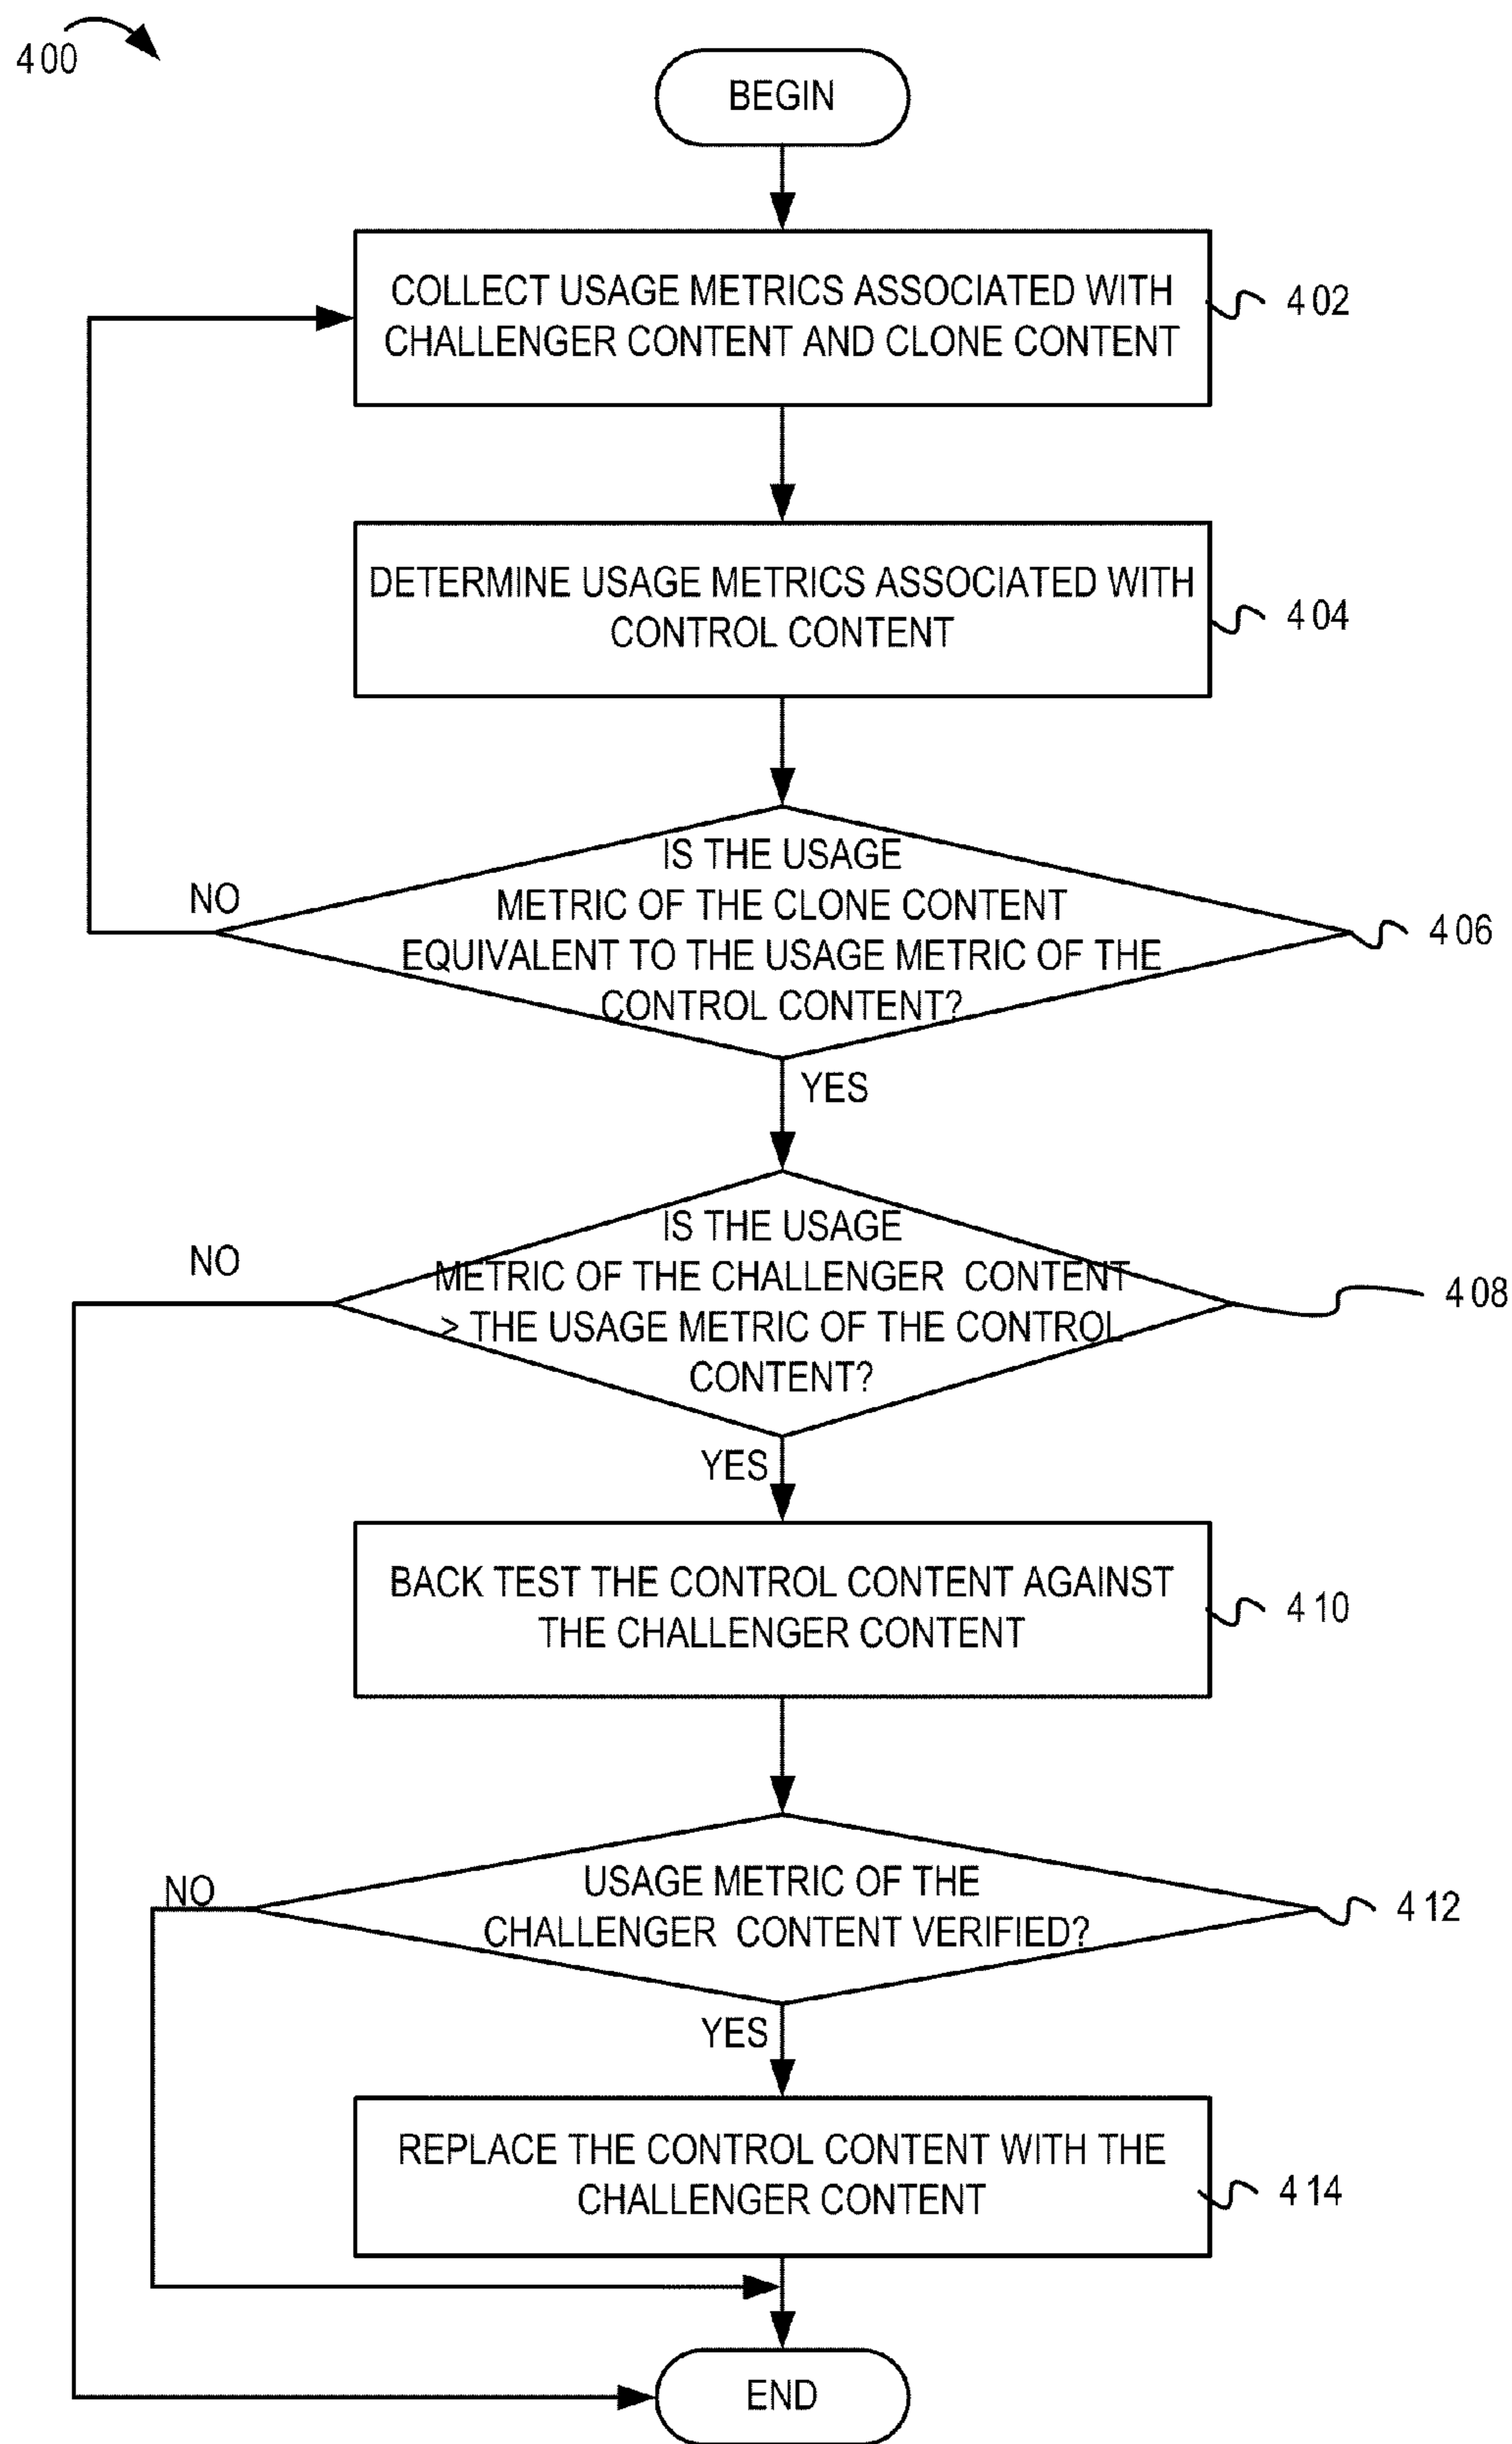 400
BEGIN
COLLECT USAGE METRICS ASSOCIATED WITH
CHALLENGER CONTENT AND CLONE CONTENT
402
DETERMINE USAGE METRICS ASSOCIATED WITH
CONTROL CONTENT
404
IS THE USAGE
METRIC OF THE CLONE CONTENT
EQUIVALENT TO THE USAGE METRIC OF THE
CONTROL CONTENT?
NO
406
YES
IS THE USAGE
METRIC OF THE CHALLENGER CONTENT
> THE USAGE METRIC OF THE CONTROL
CONTENT?
NO
408
YES
BACK TEST THE CONTROL CONTENT AGAINST
THE CHALLENGER CONTENT
410
USAGE METRIC OF THE
CHALLENGER CONTENT VERIFIED?
NO
412
YES
REPLACE THE CONTROL CONTENT WITH THE
CHALLENGER CONTENT
414
END